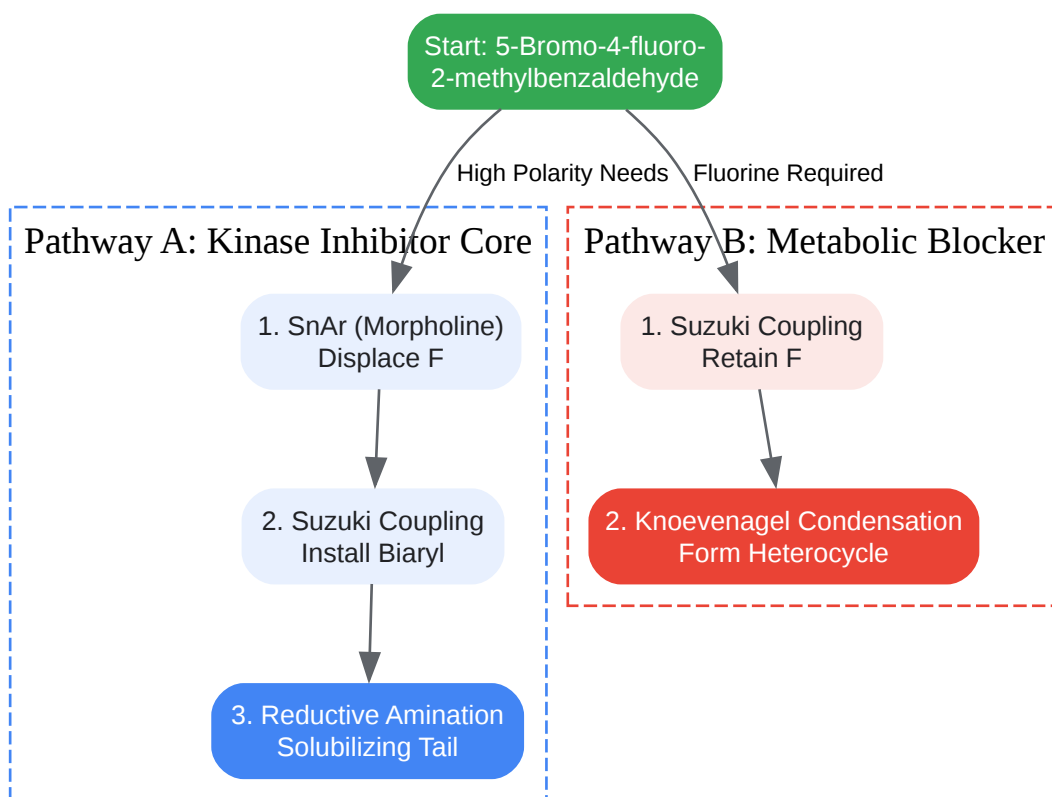 Start: 5-Bromo-4-fluoro-
2-methylbenzaldehyde
High Polarity Needs
Fluorine Required
Pathway A: Kinase Inhibitor Core
Pathway B: Metabolic Blocker
1. SnAr (Morpholine)
Displace F
1. Suzuki Coupling
Retain F
2. Suzuki Coupling
Install Biaryl
2. Knoevenagel Condensation
Form Heterocycle
3. Reductive Amination
Solubilizing Tail